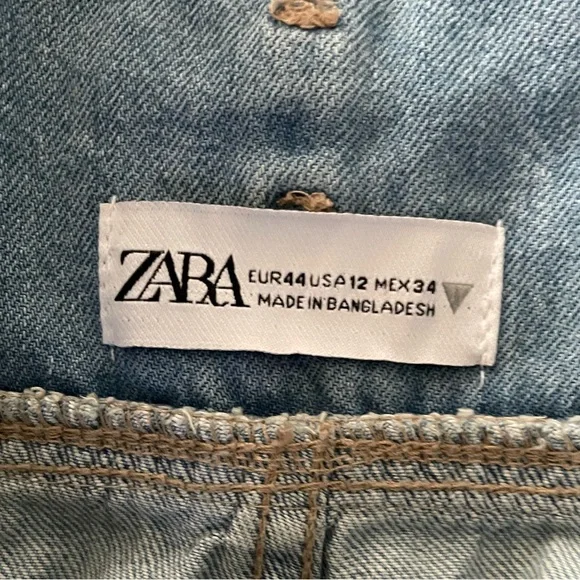 ZARA
EUR 44 USA 12 MEX 34
MADE IN BANGLADESH